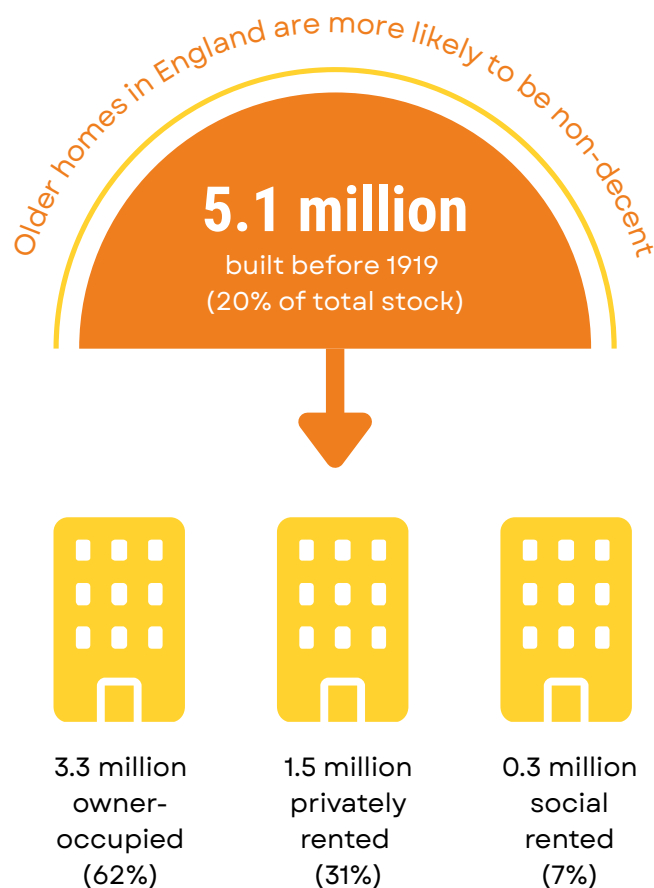 Older homes in England are more likely to be non-decent
5.1 million
built before 1919
(20% of total stock)
3.3 million
owner-
occupied
(62%)
1.5 million
privately
rented
(31%)
0.3 million
social
rented
(7%)